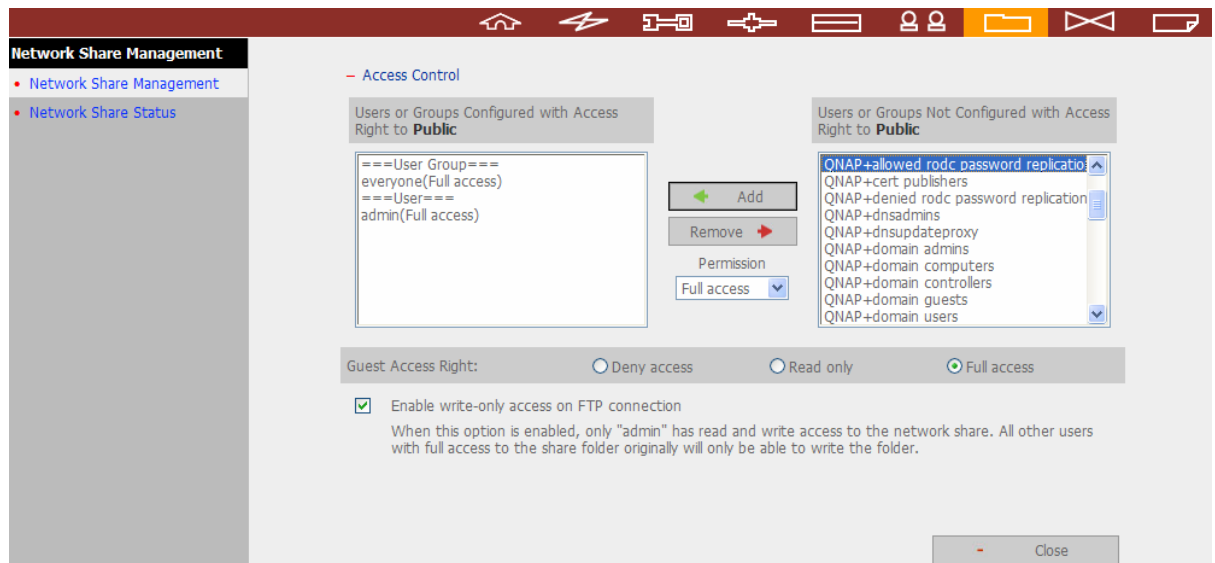 Network Share Management
• Network Share Management
• Network Share Status
– Access Control
Users or Groups Configured with Access
Right to Public
===User Group===
everyone(Full access)
===User===
admin(Full access)
Add
Remove
Permission
Full access
Users or Groups Not Configured with Access
Right to Public
QNAP+allowed rodc password replicatio
QNAP+cert publishers
QNAP+denied rodc password replication
QNAP+dnsadmins
QNAP+dnsupdateproxy
QNAP+domain admins
QNAP+domain computers
QNAP+domain controllers
QNAP+domain guests
QNAP+domain users
Guest Access Right: Deny access Read only Full access
Enable write-only access on FTP connection
When this option is enabled, only "admin" has read and write access to the network share. All other users
with full access to the share folder originally will only be able to write the folder.
- Close